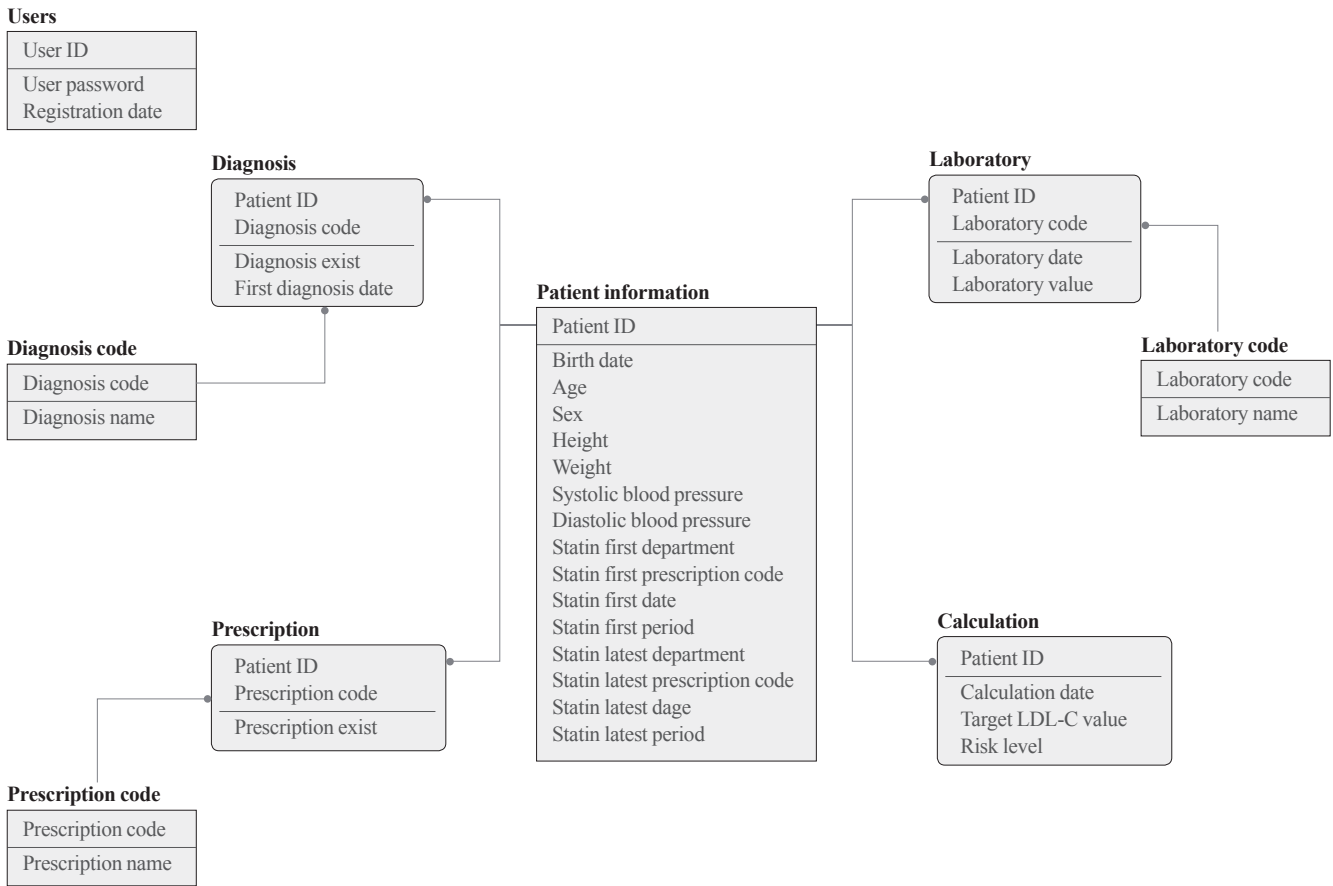 Users
User ID
User password
Registration date
Diagnosis
Patient ID
Diagnosis code
Diagnosis exist
First diagnosis date
Diagnosis code
Diagnosis code
Diagnosis name
Prescription
Patient ID
Prescription code
Prescription exist
Prescription code
Prescription code
Prescription name
Patient information
Patient ID
Birth date
Age
Sex
Height
Weight
Systolic blood pressure
Diastolic blood pressure
Statin first department
Statin first prescription code
Statin first date
Statin first period
Statin latest department
Statin latest prescription code
Statin latest dage
Statin latest period
Laboratory
Patient ID
Laboratory code
Laboratory date
Laboratory value
Laboratory code
Laboratory code
Laboratory name
Calculation
Patient ID
Calculation date
Target LDL-C value
Risk level